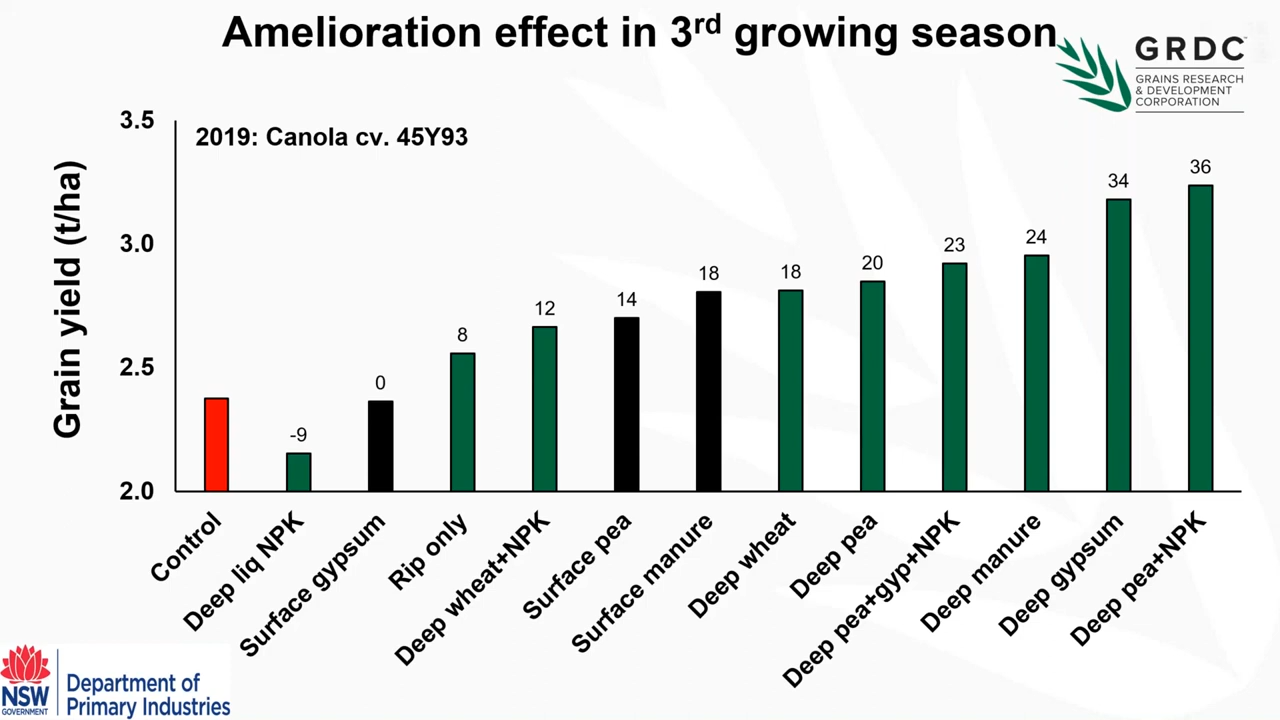 Amelioration effect in 3rd growing season
GRDC
GRAINS RESEARCH
& DEVELOPMENT
CORPORATION
2019: Canola cv. 45Y93
Grain yield (t/ha)
3.5
3.0
2.5
2.0
-9
0
8
12
14
18
18
20
23
24
34
36
Control
Deep liq NPK
Surface gypsum
Rip only
Deep wheat+NPK
Surface pea
Surface manure
Deep wheat
Deep pea
Deep pea+gyp+NPK
Deep manure
Deep gypsum
Deep pea+NPK
NSW
GOVERNMENT
Department of
Primary Industries